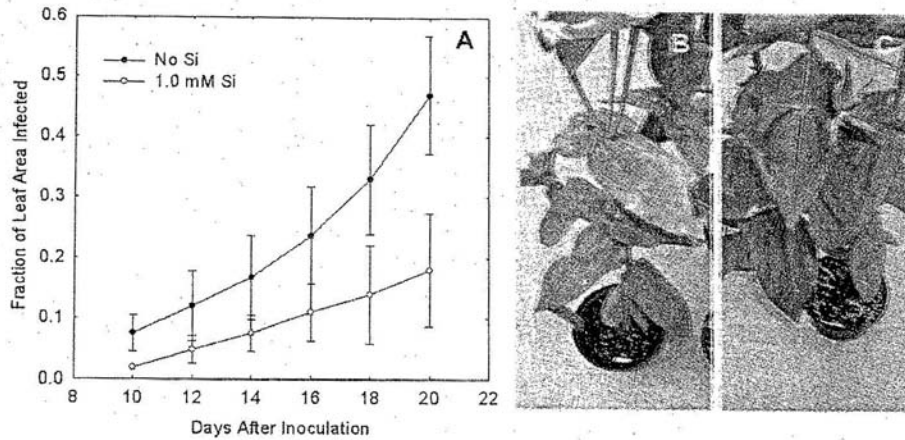 0.6
0.5
0.4
0.3
0.2
0.1
0.0
Fraction of Leaf Area Infected
A
No Si
1.0 mM Si
8 10 12 14 16 18 20 22
Days After Inoculation
B
C